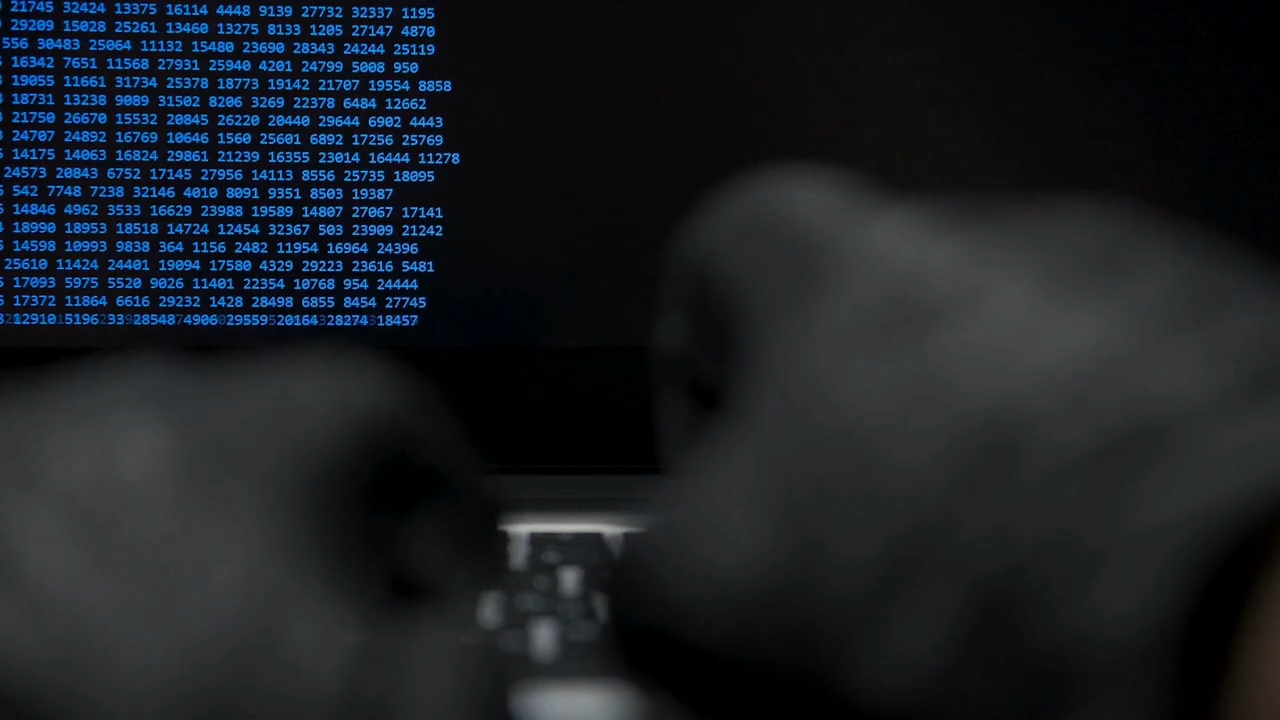 21745 32424 13375 16114 4448 9139 27732 32337 1195
29209 15028 25261 13460 13275 8133 1205 27147 4870
556 30483 25064 11132 15480 23690 28343 24244 25119
16342 7651 11568 27931 25940 4201 24799 5008 950
19055 11661 31734 25378 18773 19142 21707 19554 8858
18731 13238 9089 31502 8206 3269 22378 6484 12662
21750 26670 15532 20845 26220 20440 29644 6902 4443
24707 24892 16769 10646 1560 25601 6892 17256 25769
14175 14063 16824 29861 21239 16355 23014 16444 11278
24573 20843 6752 17145 27956 14113 8556 25735 18095
542 7748 7238 32146 4010 8091 9351 8503 19387
14846 4962 3533 16629 23988 19589 14807 27067 17141
18990 18953 18518 14724 12454 32367 503 23909 21242
14598 10993 9838 364 1156 2482 11954 16964 24396
25610 11424 24401 19094 17580 4329 29223 23616 5481
17093 5975 5520 9026 11401 22354 10768 954 24444
17372 11864 6616 29232 1428 28498 6855 8454 27745
18457